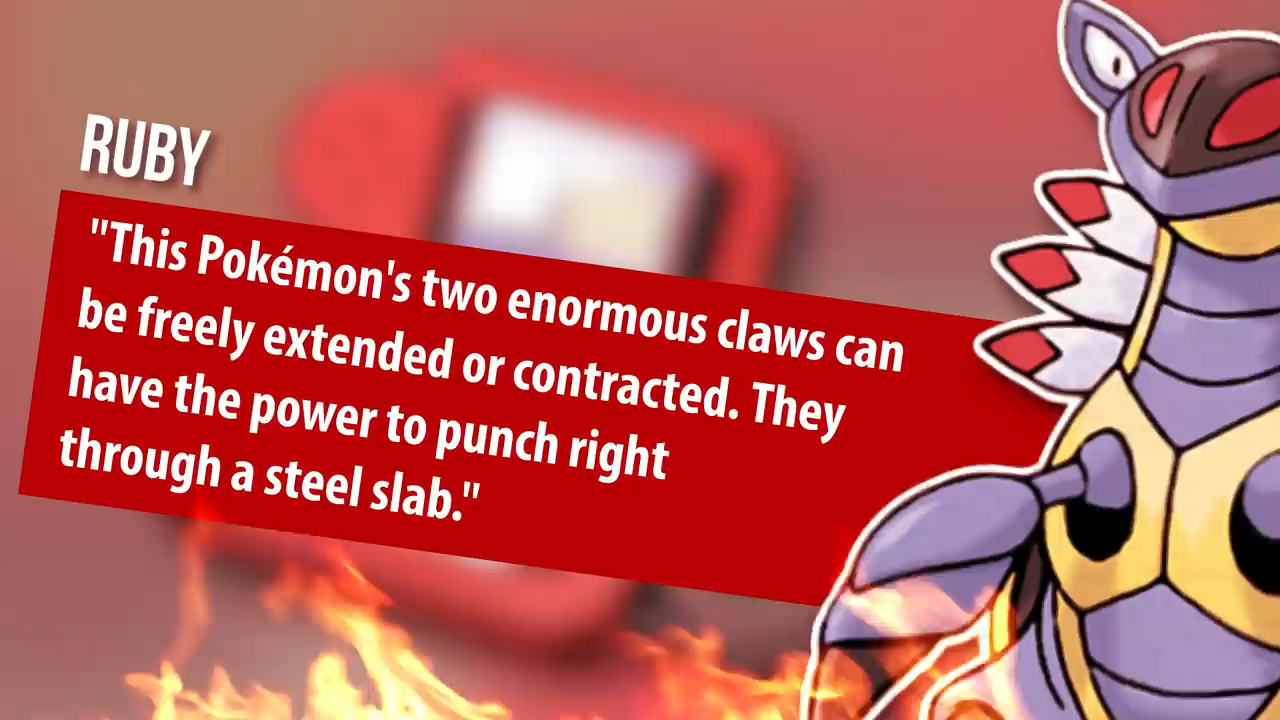 RUBY
"This Pokémon's two enormous claws can
be freely extended or contracted. They
have the power to punch right
through a steel slab."